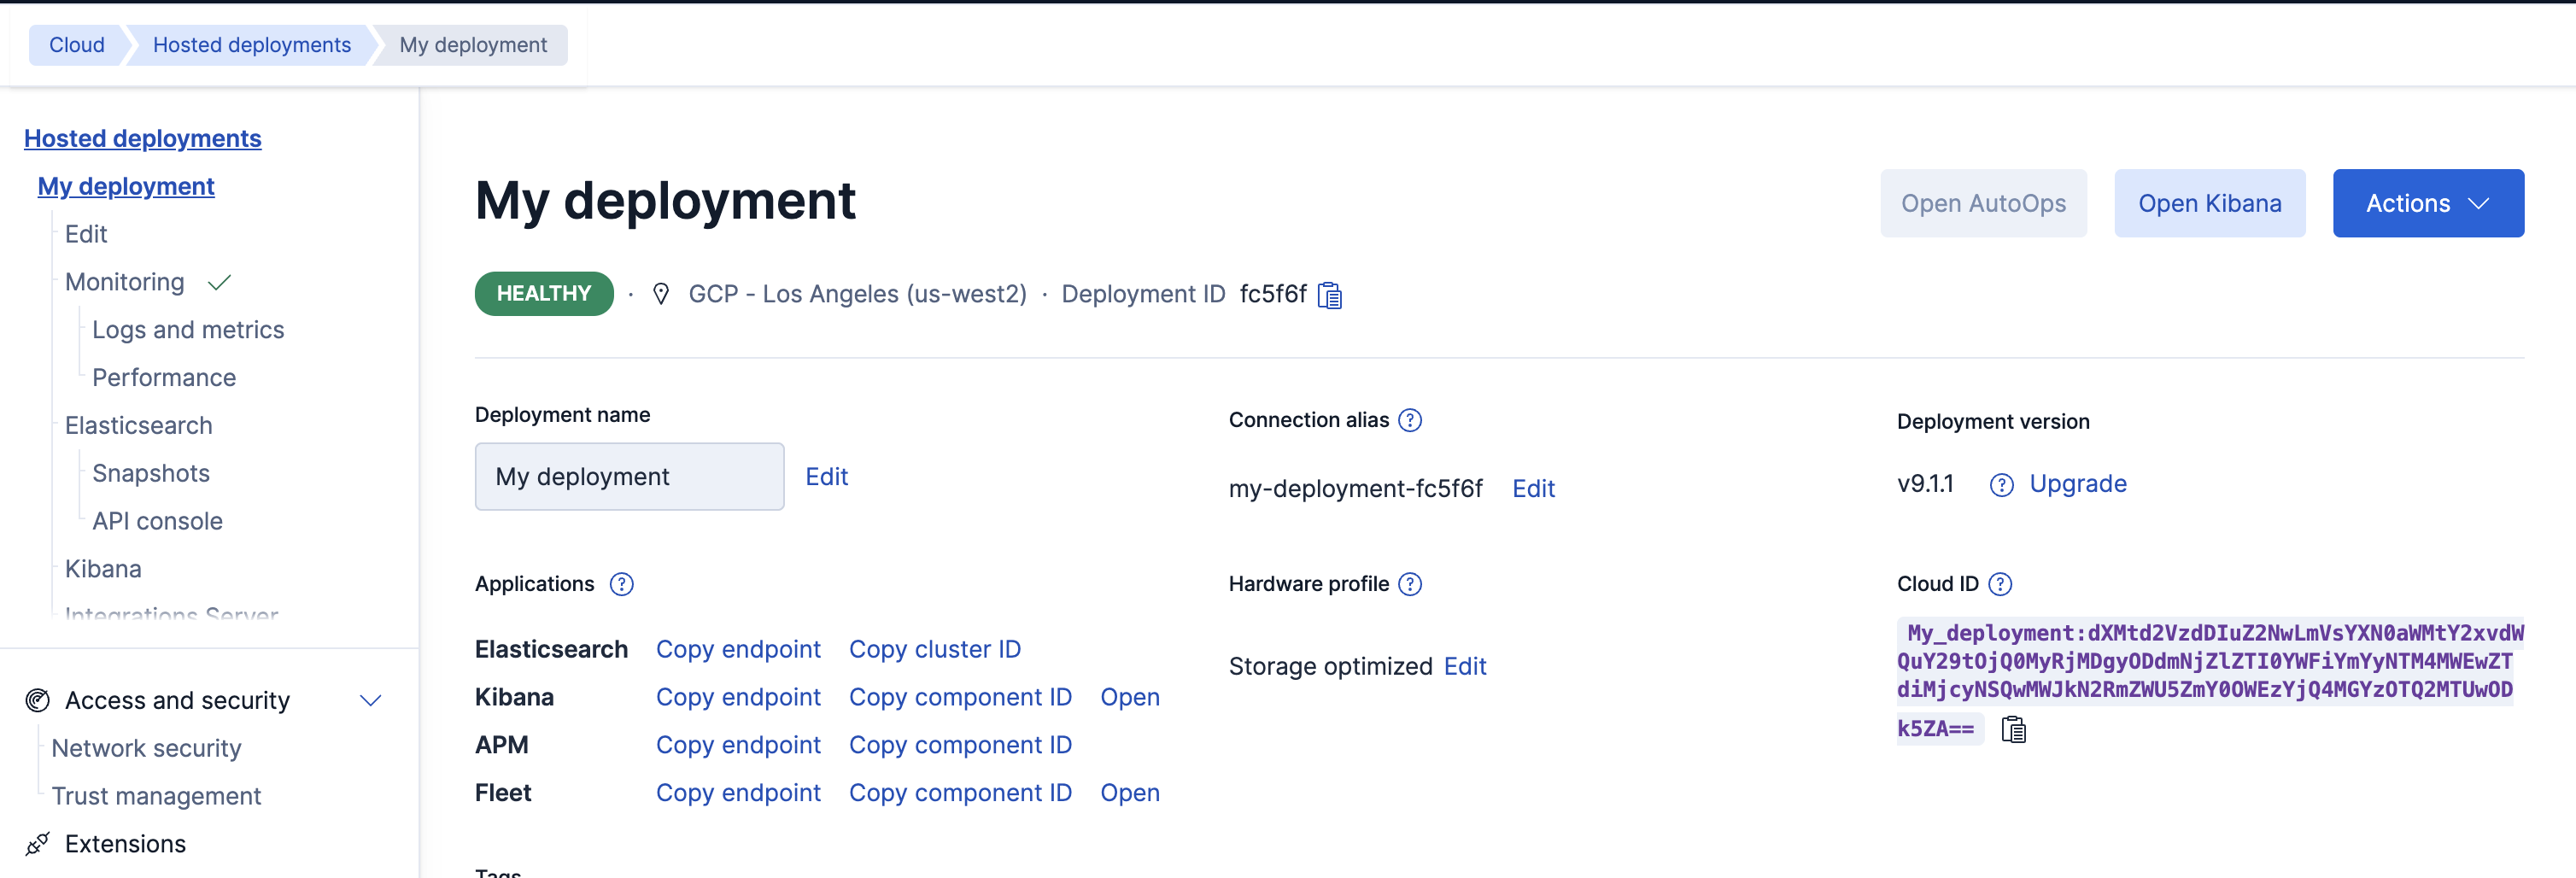 Cloud
Hosted deployments
My deployment
Hosted deployments
My deployment
Edit
Monitoring
Logs and metrics
Performance
Elasticsearch
Snapshots
API console
Kibana
Integrations Server
Access and security
Network security
Trust management
Extensions
My deployment
Open AutoOps
Open Kibana
Actions
HEALTHY · GCP - Los Angeles (us-west2) · Deployment ID fc5f6f
Deployment name
My deployment Edit
Connection alias
my-deployment-fc5f6f Edit
Deployment version
v9.1.1 Upgrade
Applications
Elasticsearch Copy endpoint Copy cluster ID
Kibana Copy endpoint Copy component ID Open
APM Copy endpoint Copy component ID
Fleet Copy endpoint Copy component ID Open
Hardware profile
Storage optimized Edit
Cloud ID
My_deployment:dXMtd2VzdDIuZ2NwLmVsYXN0aWMtY2xvdW
QuY29tOjQ0MyRjMDgyODdmNjZlZTI0YWFiYmYyNTM4MWEwZT
diMjcyNSQwMWJkN2RmZWU5ZmY0OWEzYjQ4MGYzOTQ2MTUwOD
k5ZA==
Tags